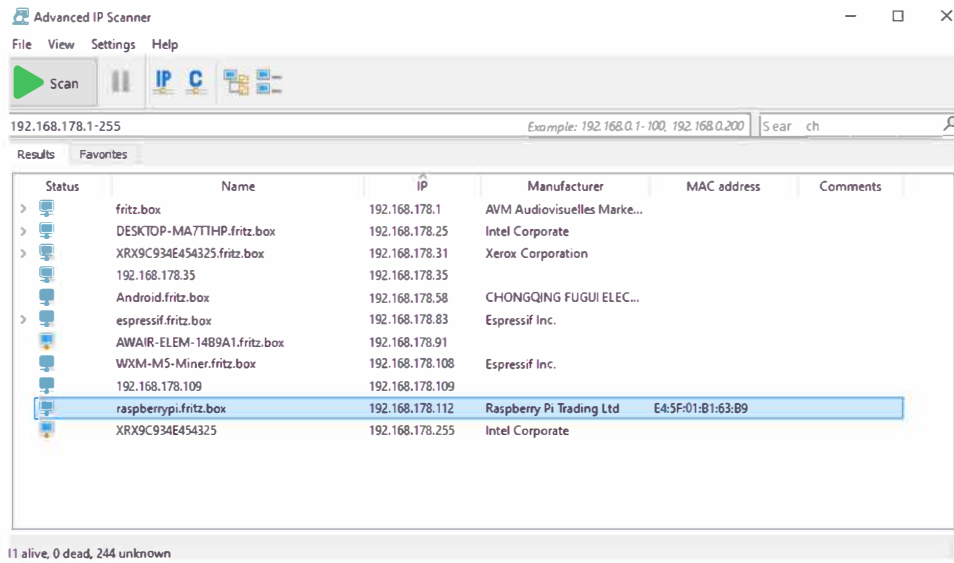 Advanced IP Scanner
File View Settings Help
Scan IP C
192.168.178.1-255 Example: 192.168.0.1-100, 192.168.0.200 Sear ch
Results Favorites
Status Name IP Manufacturer MAC address Comments
fritz.box 192.168.178.1 AVM Audiovisuelles Marke...
DESKTOP-MA7TTHP.fritz.box 192.168.178.25 Intel Corporate
XRX9C934E454325.fritz.box 192.168.178.31 Xerox Corporation
192.168.178.35 192.168.178.35
Android.fritz.box 192.168.178.58 CHONGQING FUGUI ELEC...
espressif.fritz.box 192.168.178.83 Espressif Inc.
AWAIR-ELEM-14B9A1.fritz.box 192.168.178.91
WXM-M5-Miner.fritz.box 192.168.178.108 Espressif Inc.
192.168.178.109 192.168.178.109
raspberrypi.fritz.box 192.168.178.112 Raspberry Pi Trading Ltd E4:5F:01:B1:63:B9
XRX9C934E454325 192.168.178.255 Intel Corporate
11 alive, 0 dead, 244 unknown